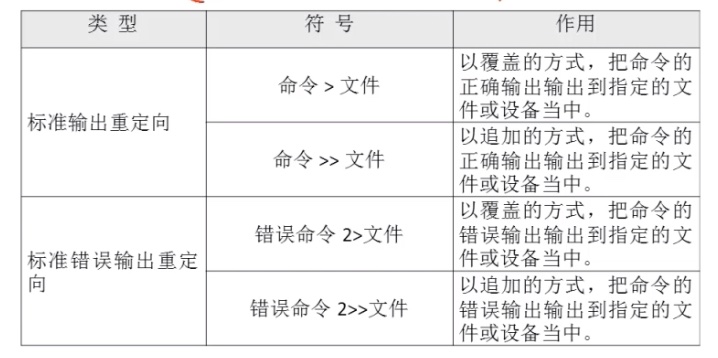 类 型
符 号
作用
标准输出重定向
命令 > 文件
以覆盖的方式，把命令的
正确输出输出到指定的文
件或设备当中。
命令 >> 文件
以追加的方式，把命令的
正确输出输出到指定的文
件或设备当中。
标准错误输出重定
向
错误命令 2>文件
以覆盖的方式，把命令的
错误输出输出到指定的文
件或设备当中。
错误命令 2>>文件
以追加的方式，把命令的
错误输出输出到指定的文
件或设备当中。